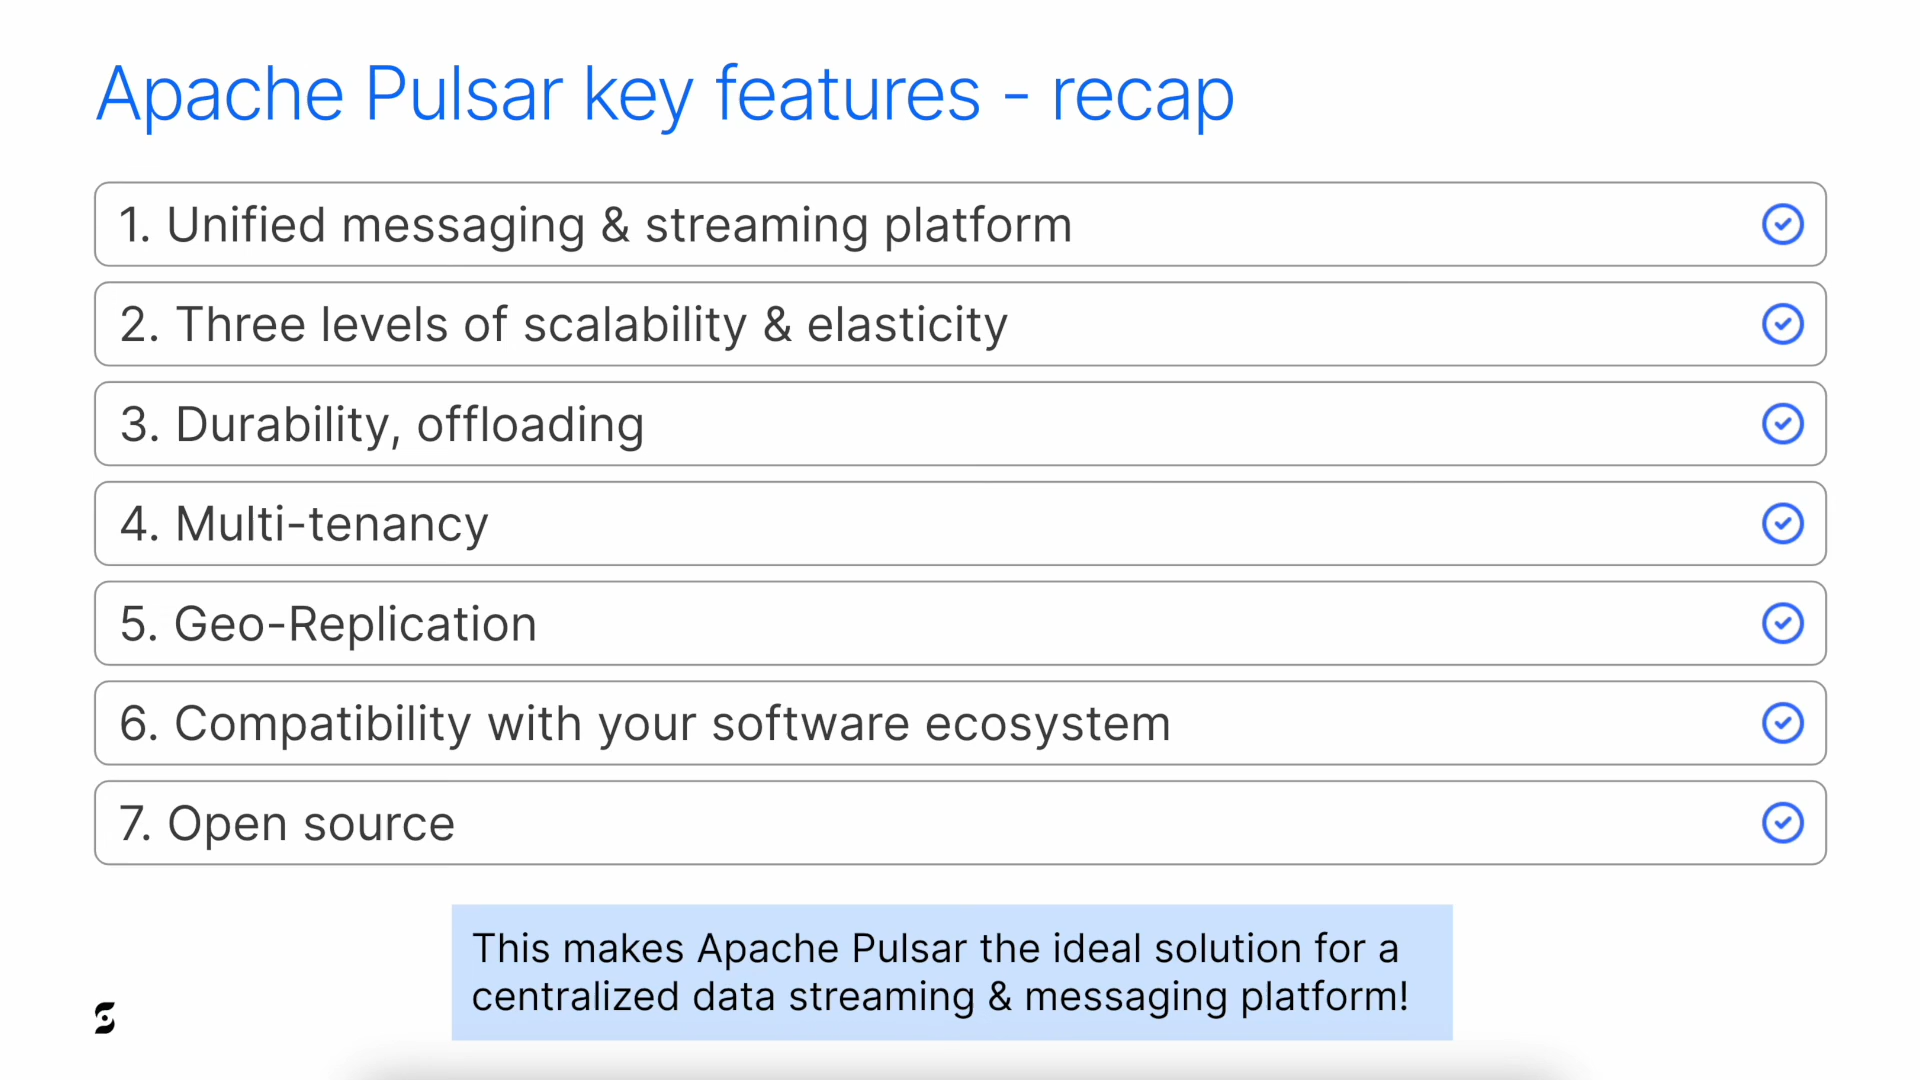 Apache Pulsar key features - recap
1. Unified messaging & streaming platform
2. Three levels of scalability & elasticity
3. Durability, offloading
4. Multi-tenancy
5. Geo-Replication
6. Compatibility with your software ecosystem
7. Open source
This makes Apache Pulsar the ideal solution for a
centralized data streaming & messaging platform!